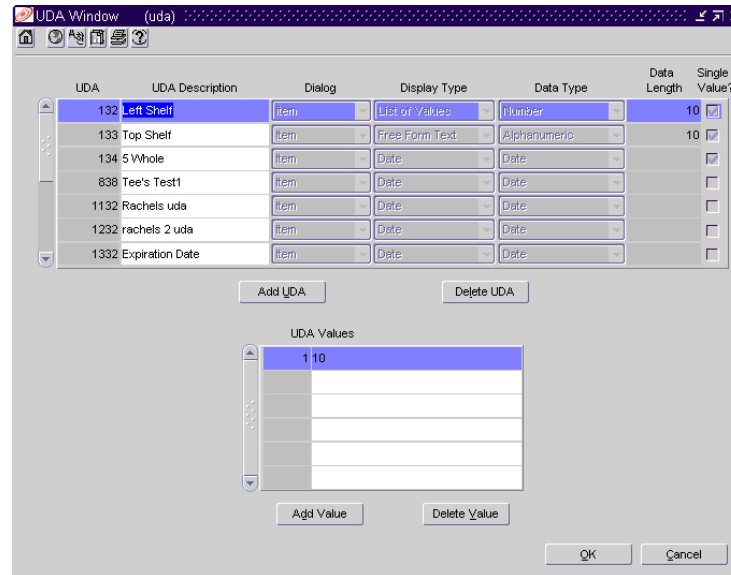 UDA Window (uda)
Data Single
UDA UDA Description Dialog Display Type Data Type Length Value?
132 Left Shelf Item List of Values Number 10
133 Top Shelf Item Free Form Text Alphanumeric 10
134 5 Whole Item Date Date
838 Tee's Test1 Item Date Date
1132 Rachels uda Item Date Date
1232 rachels 2 uda Item Date Date
1332 Expiration Date Item Date Date
Add UDA Delete UDA
UDA Values
1 10
Add Value Delete Value
OK Cancel